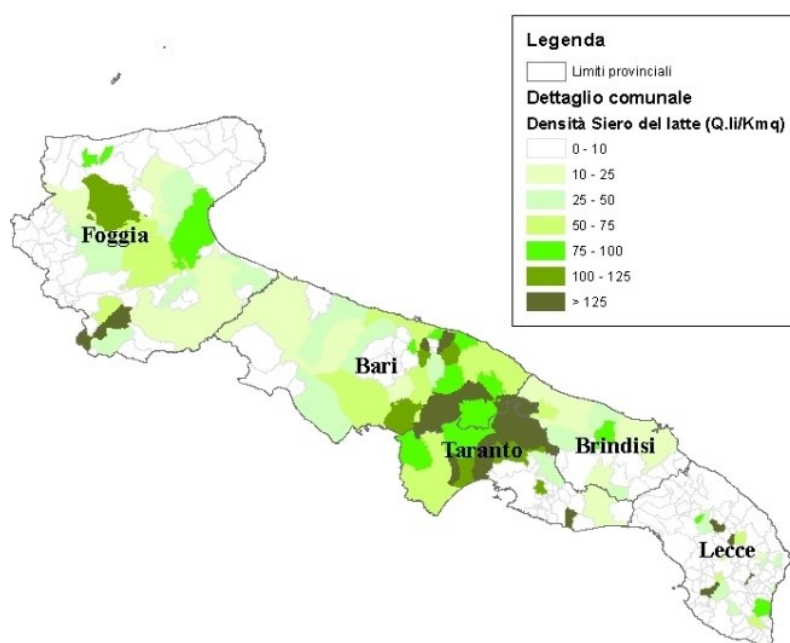 Legenda
Limiti provinciali
Dettaglio comunale
Densità Siero del latte (Q.li/Kmq)
0 - 10
10 - 25
25 - 50
50 - 75
75 - 100
100 - 125
> 125
Foggia
Bari
Taranto
Brindisi
Lecce